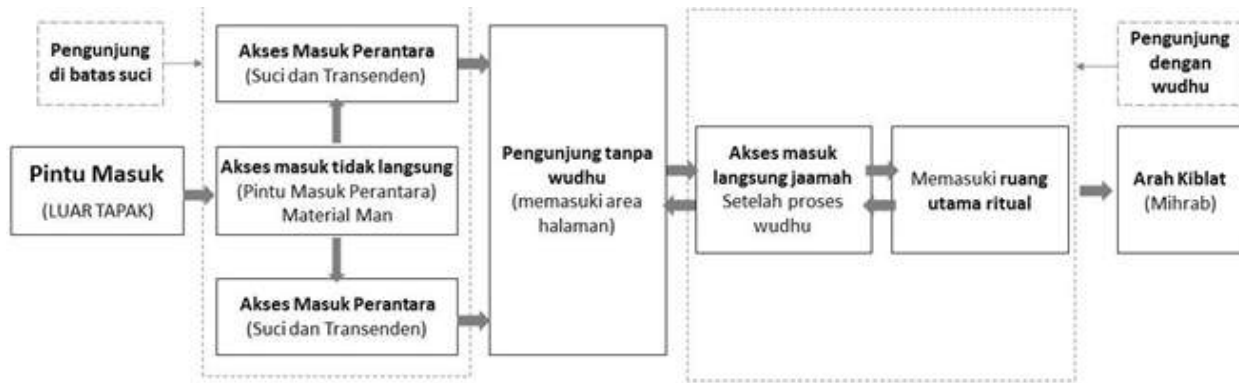 Pengunjung
di batas suci
Pintu Masuk
(LUAR TAPAK)
Akses Masuk Perantara
(Suci dan Transenden)
Akses masuk tidak langsung
(Pintu Masuk Perantara)
Material Man
Akses Masuk Perantara
(Suci dan Transenden)
Pengunjung tanpa
wudhu
(memasuki area
halaman)
Akses masuk
langsung jaamah
Setelah proses
wudhu
Memasuki ruang
utama ritual
Pengunjung
dengan
wudhu
Arah Kiblat
(Mihrab)